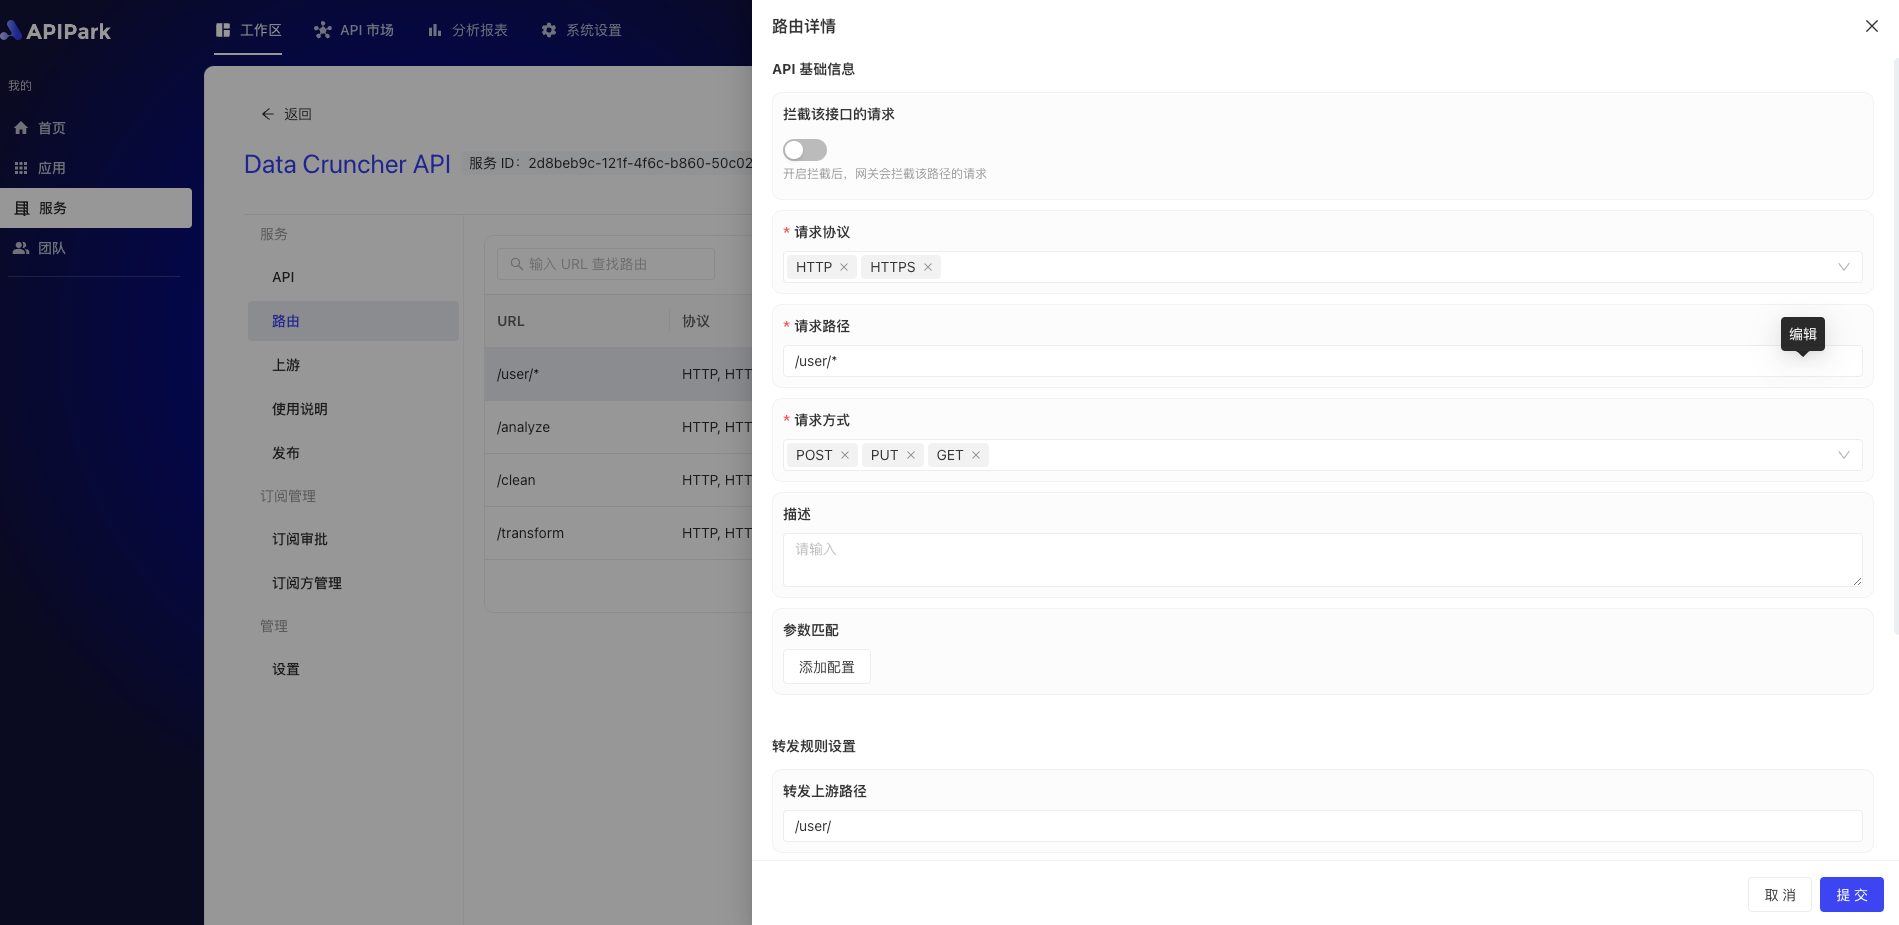 APIPark
工作区
API 市场
分析报表
系统设置
我的
首页
应用
服务
团队
返回
Data Cruncher API
服务 ID：2d8beb9c-121f-4f6c-b860-50c02
服务
API
路由
上游
使用说明
发布
订阅管理
订阅审批
订阅方管理
管理
设置
输入 URL 查找路由
URL
协议
/user/*
HTTP, HTT
/analyze
HTTP, HTT
/clean
HTTP, HTT
/transform
HTTP, HTT
路由详情
API 基础信息
拦截该接口的请求
开启拦截后，网关会拦截该路径的请求
* 请求协议
HTTP
HTTPS
* 请求路径
编辑
/user/*
* 请求方式
POST
PUT
GET
描述
请输入
参数匹配
添加配置
转发规则设置
转发上游路径
/user/
取 消
提 交